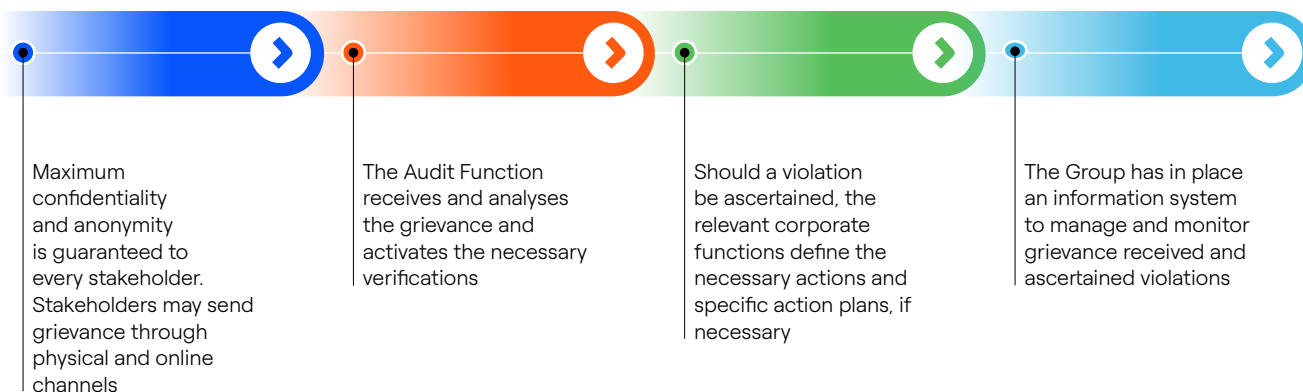 Maximum
confidentiality
and anonymity
is guaranteed to
every stakeholder.
Stakeholders may send
grievance through
physical and online
channels
The Audit Function
receives and analyses
the grievance and
activates the necessary
verifications
Should a violation
be ascertained, the
relevant corporate
functions define the
necessary actions and
specific action plans, if
necessary
The Group has in place
an information system
to manage and monitor
grievance received and
ascertained violations